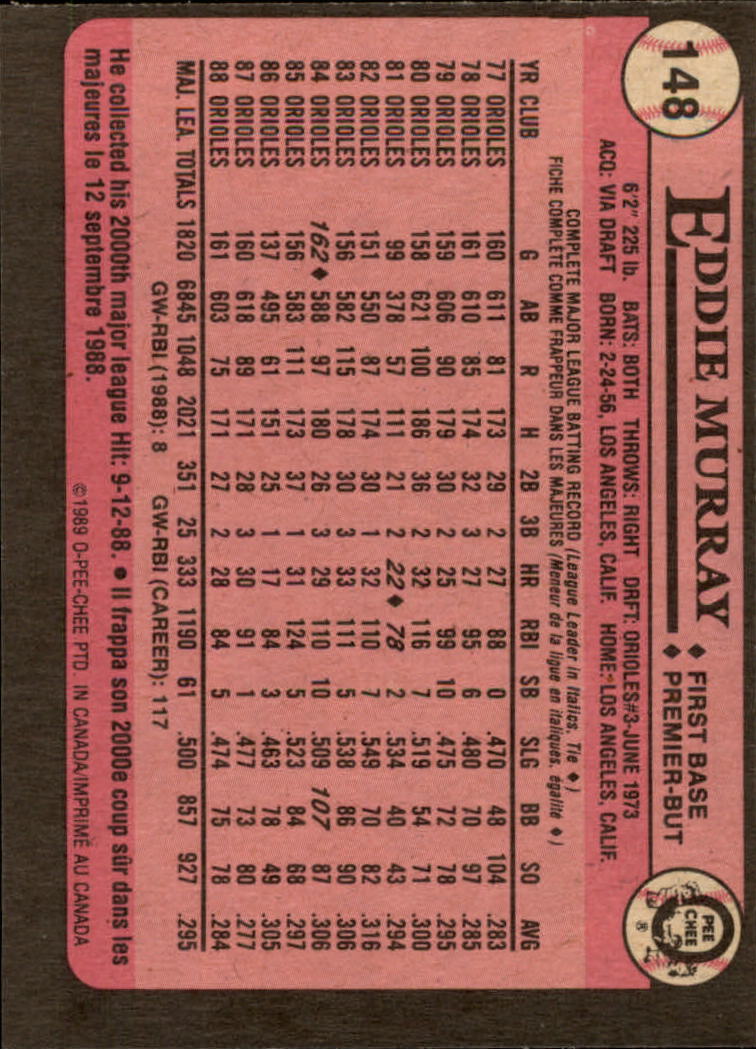 148
EDDIE MURRAY
♦ FIRST BASE
♦ PREMIER-BUT
PEE
CHEE
®
6'2" 225 lb. BATS: BOTH THROWS: RIGHT DRFT: ORIOLES#3-JUNE 1973
ACQ: VIA DRAFT BORN: 2-24-56, LOS ANGELES, CALIF. HOME: LOS ANGELES, CALIF.
COMPLETE MAJOR LEAGUE BATTING RECORD (League Leader in Italics, Tie ♦)
FICHE COMPLETE COMME FRAPPEUR DANS LES MAJEURES (Meneur de la ligue en italiques, égalité ♦)
YR CLUB G AB R H 2B 3B HR RBI SB SLG BB SO AVG
77 ORIOLES 160 611 81 173 29 2 27 88 0 .470 48 104 .283
78 ORIOLES 161 610 85 174 32 3 27 95 6 .480 70 97 .285
79 ORIOLES 159 606 90 179 30 2 25 99 10 .475 72 78 .295
80 ORIOLES 158 621 100 186 36 2 32 116 7 .519 54 71 .300
81 ORIOLES 99 378 57 111 21 2 22♦ 78 2 .534 40 43 .294
82 ORIOLES 151 550 87 174 30 1 32 110 7 .549 70 82 .316
83 ORIOLES 156 582 115 178 30 3 33 111 5 .538 86 90 .306
84 ORIOLES 162♦ 588 97 180 26 3 29 110 10 .509 107 87 .306
85 ORIOLES 156 583 111 173 37 1 31 124 5 .523 84 68 .297
86 ORIOLES 137 495 61 151 25 1 17 84 3 .463 78 49 .305
87 ORIOLES 160 618 89 171 28 3 30 91 1 .477 73 80 .277
88 ORIOLES 161 603 75 171 27 2 28 84 5 .474 75 78 .284
MAJ. LEA. TOTALS 1820 6845 1048 2021 351 25 333 1190 61 .500 857 927 .295
GW-RBI (1988): 8 GW-RBI (CAREER): 117
He collected his 2000th major league Hit: 9-12-88. ● Il frappa son 2000e coup sûr dans les
majeures le 12 septembre 1988.
©1989 O-PEE-CHEE PTD. IN CANADA/IMPRIMÉ AU CANADA